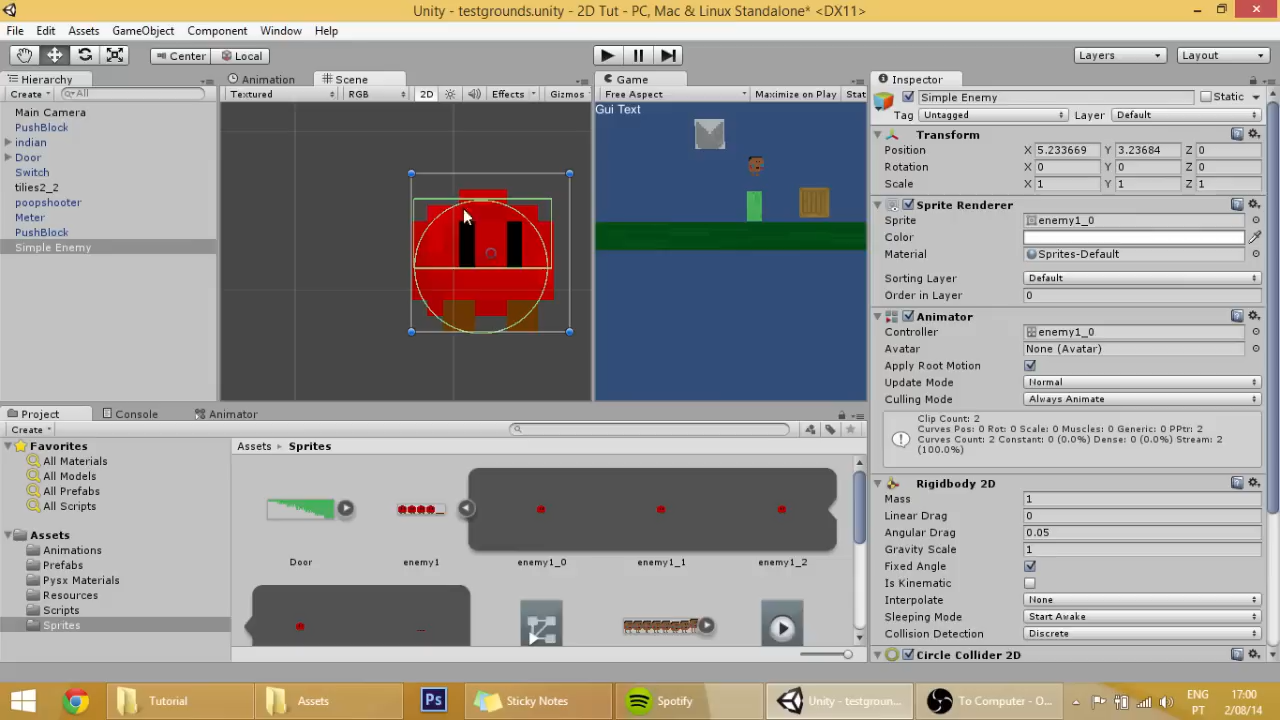 Unity - testgrounds.unity - 2D Tut - PC, Mac & Linux Standalone* <DX11>
File Edit Assets GameObject Component Window Help
Center Local Layers Layout
Hierarchy
Create All
Main Camera
PushBlock
indian
Door
Switch
tilies2_2
poopshooter
Meter
PushBlock
Simple Enemy
Animation Scene
Textured RGB 2D Effects Gizmos
Game
Free Aspect Maximize on Play Stat
Gui Text
Inspector
Simple Enemy Static
Tag Untagged Layer Default
Transform
Position X 5.233669 Y 3.23684 Z 0
Rotation X 0 Y 0 Z 0
Scale X 1 Y 1 Z 1
Sprite Renderer
Sprite enemy1_0
Color
Material Sprites-Default
Sorting Layer Default
Order in Layer 0
Animator
Controller enemy1_0
Avatar None (Avatar)
Apply Root Motion
Update Mode Normal
Culling Mode Always Animate
Clip Count: 2
Curves Pos: 0 Rot: 0 Scale: 0 Muscles: 0 Generic: 0 PPtr: 2
Curves Count: 2 Constant: 0 (0.0%) Dense: 0 (0.0%) Stream: 2
(100.0%)
Rigidbody 2D
Mass 1
Linear Drag 0
Angular Drag 0.05
Gravity Scale 1
Fixed Angle
Is Kinematic
Interpolate None
Sleeping Mode Start Awake
Collision Detection Discrete
Circle Collider 2D
Project Console Animator
Create
Favorites
All Materials
All Models
All Prefabs
All Scripts
Assets
Animations
Prefabs
Pysx Materials
Resources
Scripts
Sprites
Assets Sprites
Door enemy1 enemy1_0 enemy1_1 enemy1_2
Tutorial Assets Ps Sticky Notes Spotify Unity - testgroun... To Computer - O...
ENG 17:00
PT 2/08/14